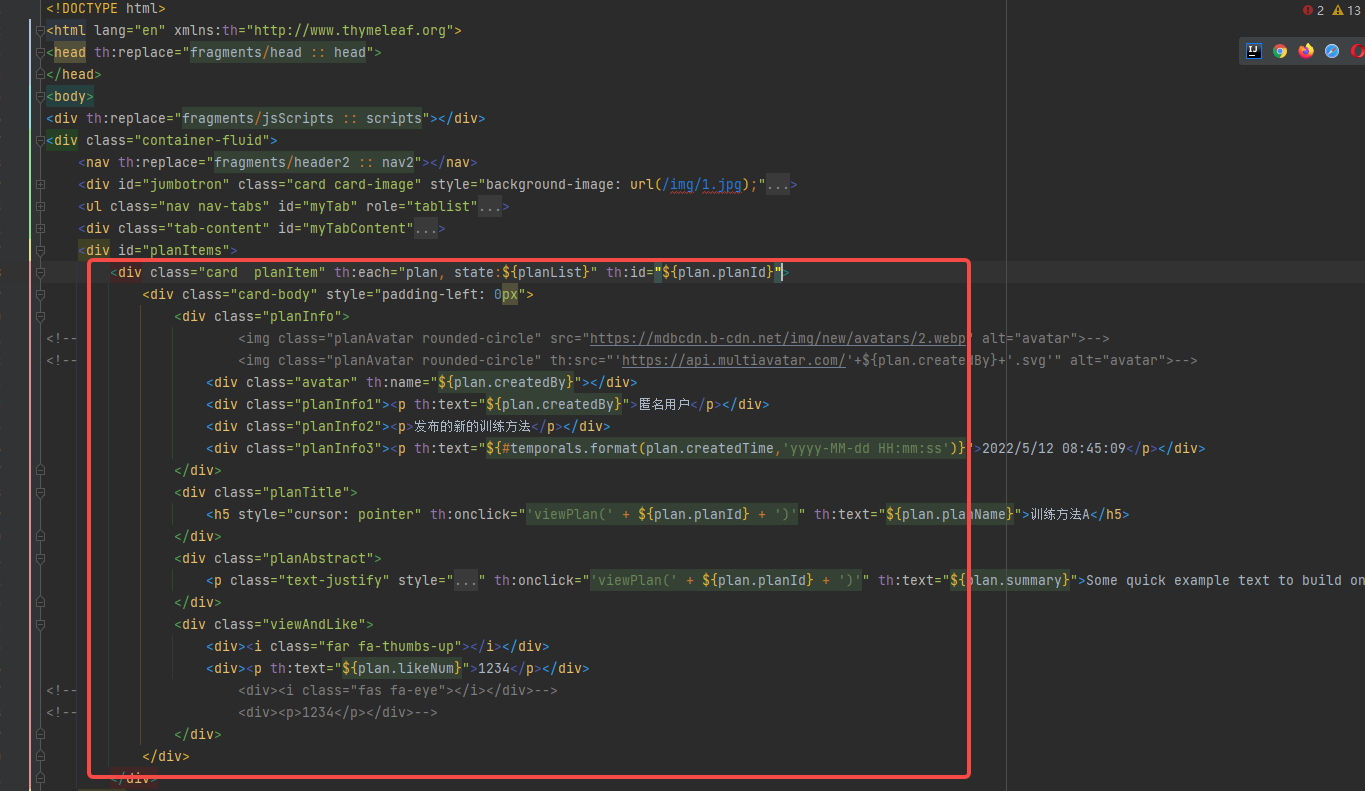 <!DOCTYPE html>
2 13
<html lang="en" xmlns:th="http://www.thymeleaf.org">
<head th:replace="fragments/head :: head">
</head>
<body>
<div th:replace="fragments/jsScripts :: scripts"></div>
<div class="container-fluid">
<nav th:replace="fragments/header2 :: nav2"></nav>
<div id="jumbotron" class="card card-image" style="background-image: url(/img/1.jpg);"...>
<ul class="nav nav-tabs" id="myTab" role="tablist"...>
<div class="tab-content" id="myTabContent"...>
<div id="planItems">
<div class="card  planItem" th:each="plan, state:${planList}" th:id="${plan.planId}">
<div class="card-body" style="padding-left: 0px">
<div class="planInfo">
<!-- <img class="planAvatar rounded-circle" src="https://mdbcdn.b-cdn.net/img/new/avatars/2.webp" alt="avatar">-->
<!-- <img class="planAvatar rounded-circle" th:src="'https://api.multiavatar.com/'+${plan.createdBy}+'.svg'" alt="avatar">-->
<div class="avatar" th:name="${plan.createdBy}"></div>
<div class="planInfo1"><p th:text="${plan.createdBy}">匿名用户</p></div>
<div class="planInfo2"><p>发布的新的训练方法</p></div>
<div class="planInfo3"><p th:text="${#temporals.format(plan.createdTime,'yyyy-MM-dd HH:mm:ss')}">2022/5/12 08:45:09</p></div>
</div>
<div class="planTitle">
<h5 style="cursor: pointer" th:onclick="'viewPlan(' + ${plan.planId} + ')'" th:text="${plan.planName}">训练方法A</h5>
</div>
<div class="planAbstract">
<p class="text-justify" style="..." th:onclick="'viewPlan(' + ${plan.planId} + ')'" th:text="${plan.summary}">Some quick example text to build on
</div>
<div class="viewAndLike">
<div><i class="far fa-thumbs-up"></i></div>
<div><p th:text="${plan.likeNum}">1234</p></div>
<!-- <div><i class="fas fa-eye"></i></div>-->
<!-- <div><p>1234</p></div>-->
</div>
</div>
</div>